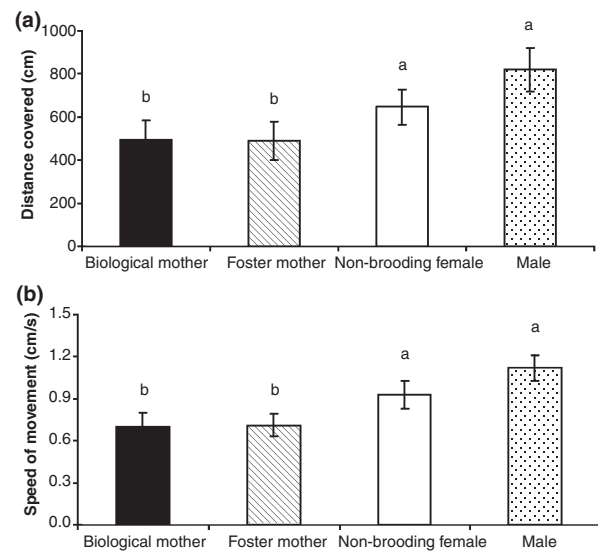 (a)
1000
800
600
400
200
0
Distance covered (cm)
b
b
a
a
Biological mother Foster mother Non-brooding female Male
(b)
1.5
1.2
0.9
0.6
0.3
0.0
Speed of movement (cm/s)
b
b
a
a
Biological mother Foster mother Non-brooding female Male